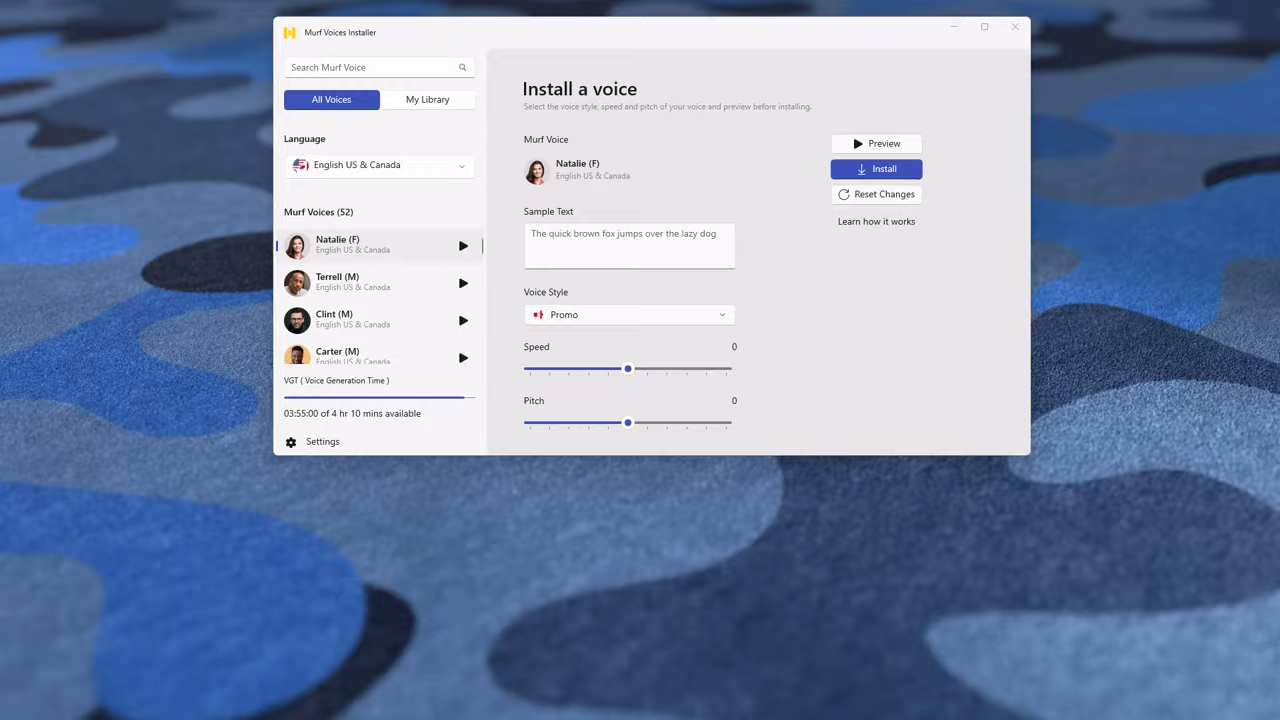 Murf Voices Installer
Search Murf Voice
All Voices
My Library
Language
English US & Canada
Murf Voices (52)
Natalie (F)
English US & Canada
Terrell (M)
English US & Canada
Clint (M)
English US & Canada
Carter (M)
English US & Canada
VGT ( Voice Generation Time )
03:55:00 of 4 hr 10 mins available
Settings
Install a voice
Select the voice style, speed and pitch of your voice and preview before installing.
Murf Voice
Natalie (F)
English US & Canada
Sample Text
The quick brown fox jumps over the lazy dog
Voice Style
Promo
Speed 0
Pitch 0
Preview
Install
Reset Changes
Learn how it works